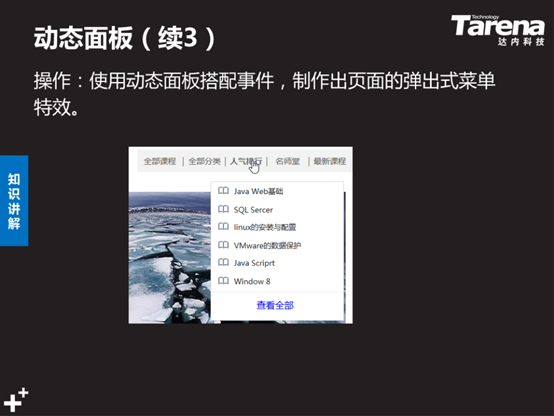 动态面板（续3）
Technology
Tarena
达内科技
操作：使用动态面板搭配事件，制作出页面的弹出式菜单
特效。
知识讲解
全部课程 | 全部分类 | 人气排行 | 名师堂 | 最新课程
Java Web基础
SQL Sercer
linux的安装与配置
VMware的数据保护
Java Scriprt
Window 8
查看全部